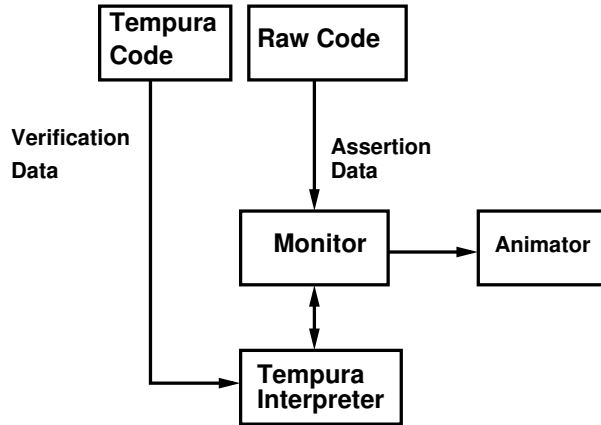 Tempura
Code
Raw Code
Verification
Data
Assertion
Data
Monitor
Animator
Tempura
Interpreter